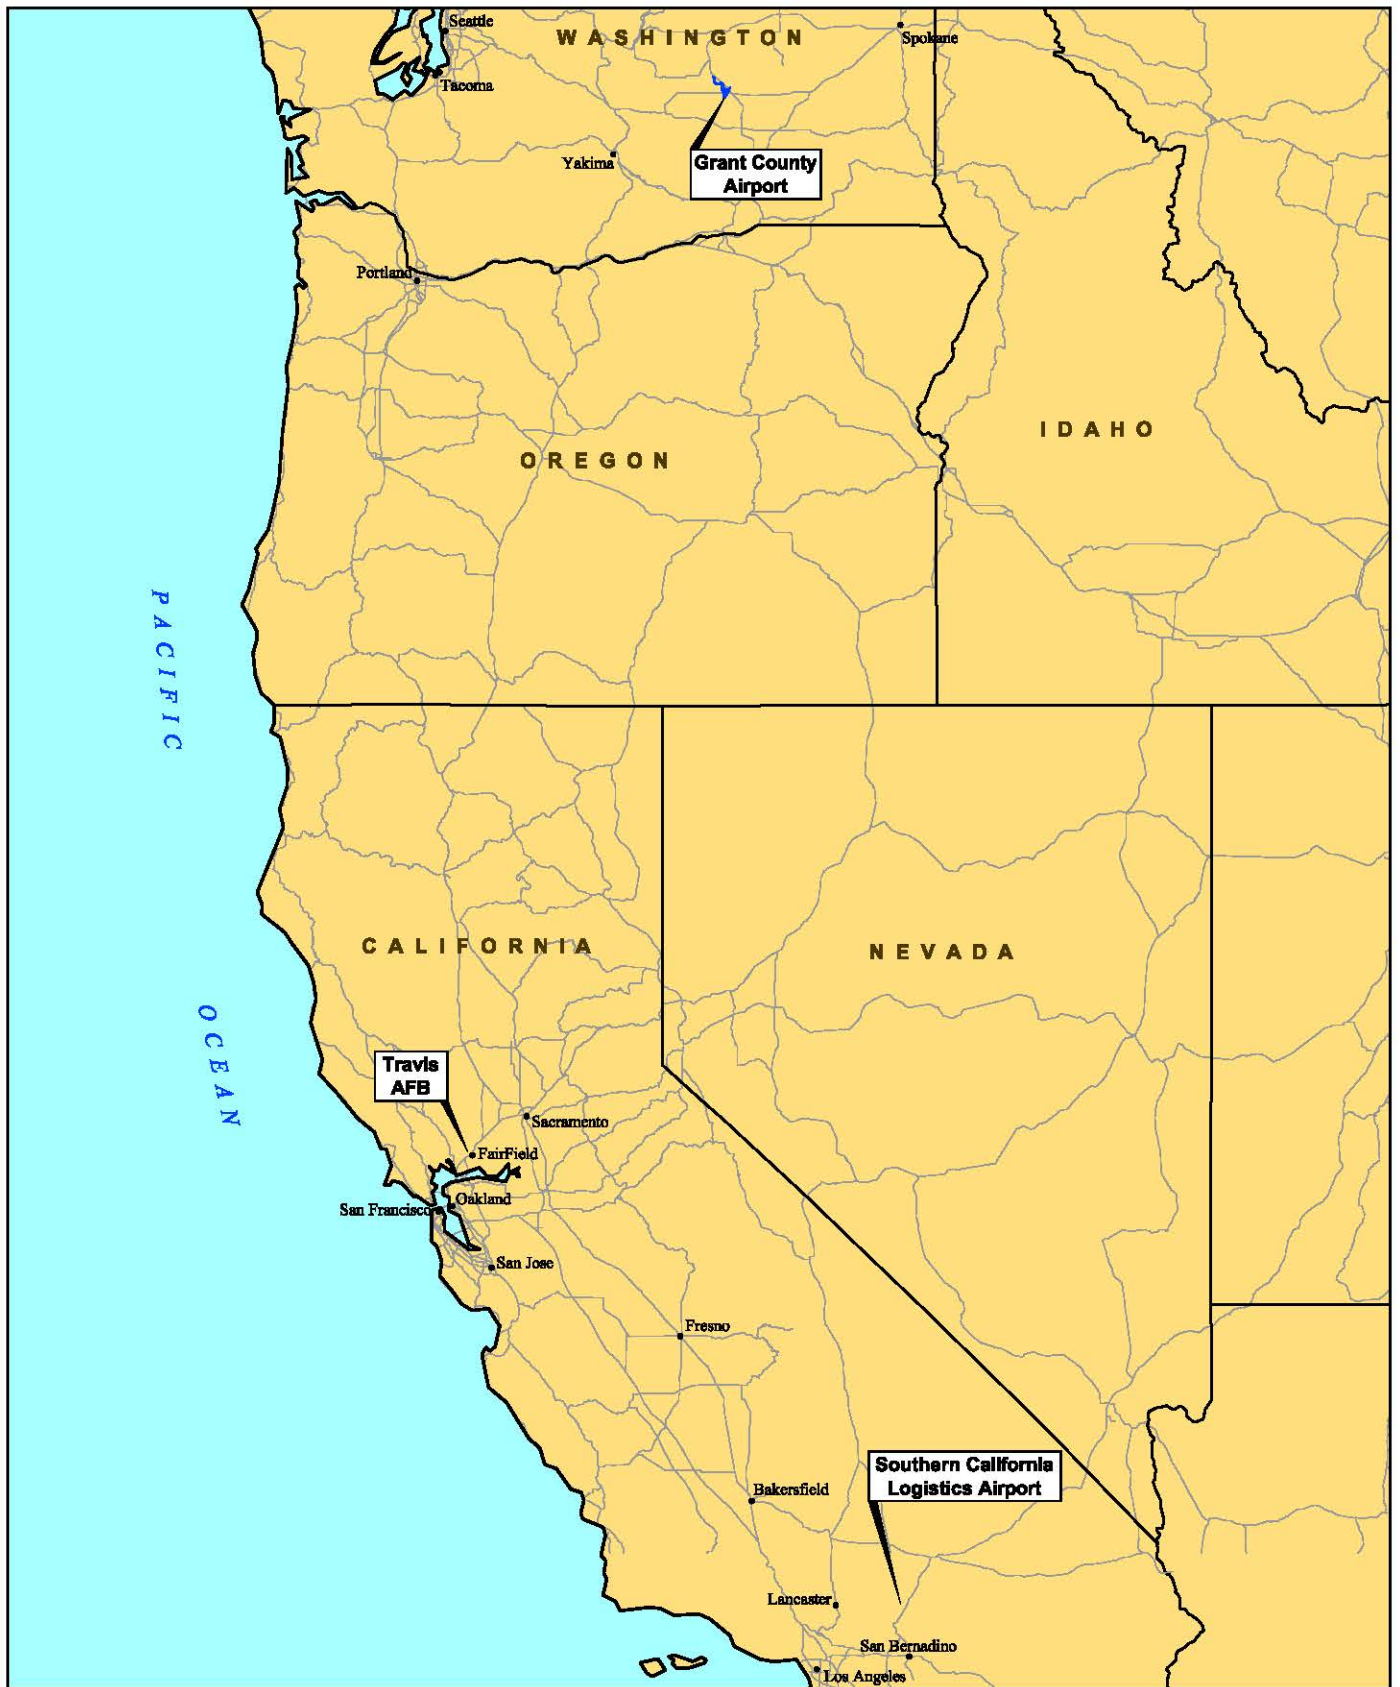 Seattle
WASHINGTON
Spokane
Tacoma
Yakima
Grant County
Airport
Portland
IDAHO
OREGON
PACIFIC
CALIFORNIA
NEVADA
OCEAN
Travis
AFB
Sacramento
FairField
Oakland
San Francisco
San Jose
Fresno
Southern California
Logistics Airport
Bakersfield
Lancaster
San Bernadino
Los Angeles